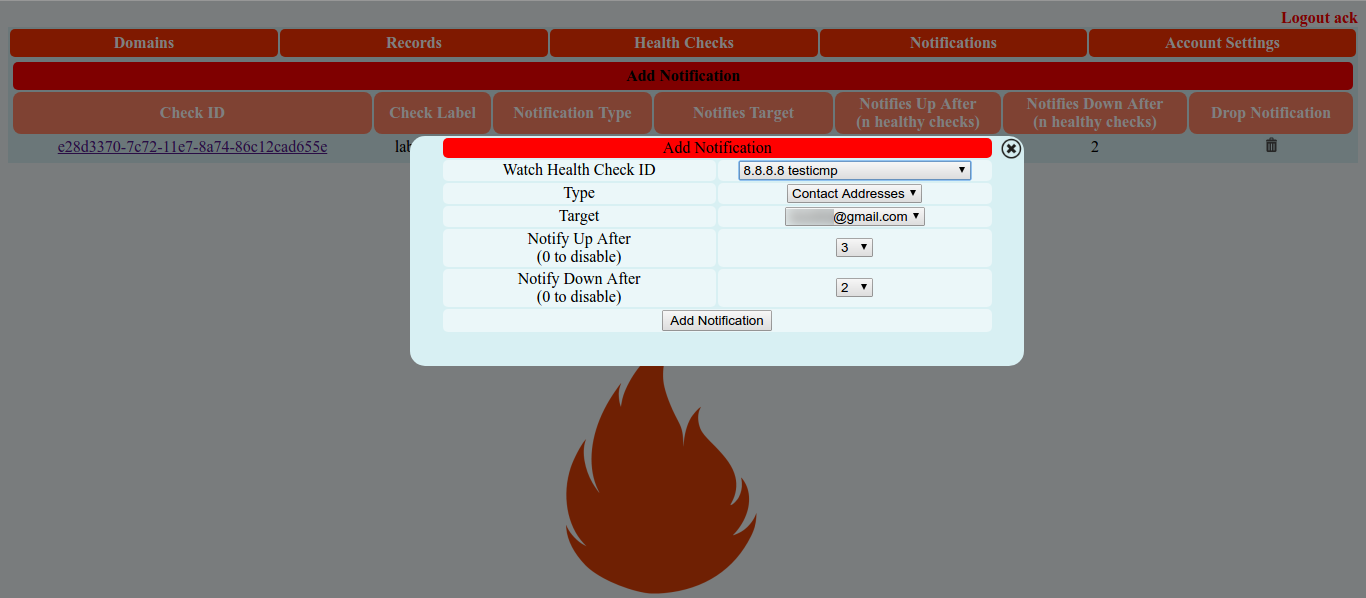 Logout ack
Domains Records Health Checks Notifications Account Settings
Add Notification
Check ID Check Label Notification Type Notifies Target Notifies Up After Notifies Down After Drop Notification
(n healthy checks) (n healthy checks)
e28d3370-7c72-11e7-8a74-86c12cad655e 2
Add Notification
Watch Health Check ID 8.8.8.8 testicmp
Type Contact Addresses
Target @gmail.com
Notify Up After
(0 to disable) 3
Notify Down After
(0 to disable) 2
Add Notification